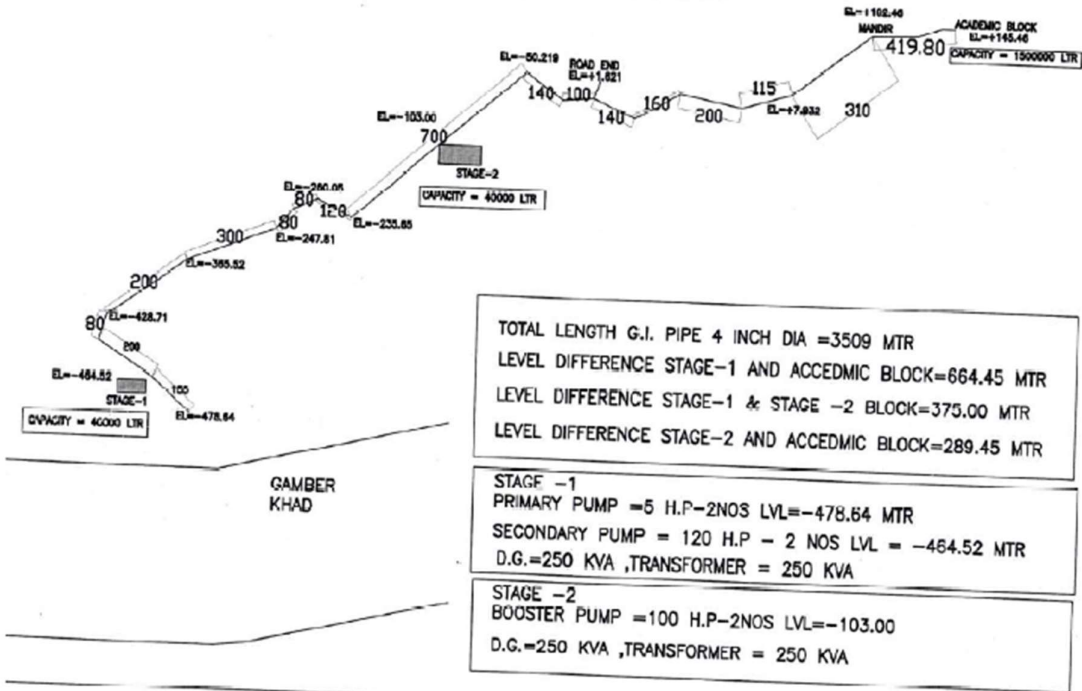 EL=+102.46
MANDIR
ACADEMIC BLOCK
EL=+145.46
419.80
CAPACITY = 1500000 LTR
EL=-50.219
ROAD END
EL=+1.621
140
100
140
160
200
115
EL=+7.932
310
EL=-103.00
700
STAGE-2
CAPACITY = 40000 LTR
EL=-260.05
80
120
EL=-235.65
80
EL=-247.81
300
EL=-365.52
200
EL=-428.71
80
200
EL=-464.52
100
STAGE-1
EL=-478.64
CAPACITY = 40000 LTR
GAMBER
KHAD
TOTAL LENGTH G.I. PIPE 4 INCH DIA =3509 MTR
LEVEL DIFFERENCE STAGE-1 AND ACCEDMIC BLOCK=664.45 MTR
LEVEL DIFFERENCE STAGE-1 & STAGE -2 BLOCK=375.00 MTR
LEVEL DIFFERENCE STAGE-2 AND ACCEDMIC BLOCK=289.45 MTR
STAGE -1
PRIMARY PUMP =5 H.P-2NOS LVL=-478.64 MTR
SECONDARY PUMP = 120 H.P - 2 NOS LVL = -464.52 MTR
D.G.=250 KVA ,TRANSFORMER = 250 KVA
STAGE -2
BOOSTER PUMP =100 H.P-2NOS LVL=-103.00
D.G.=250 KVA ,TRANSFORMER = 250 KVA